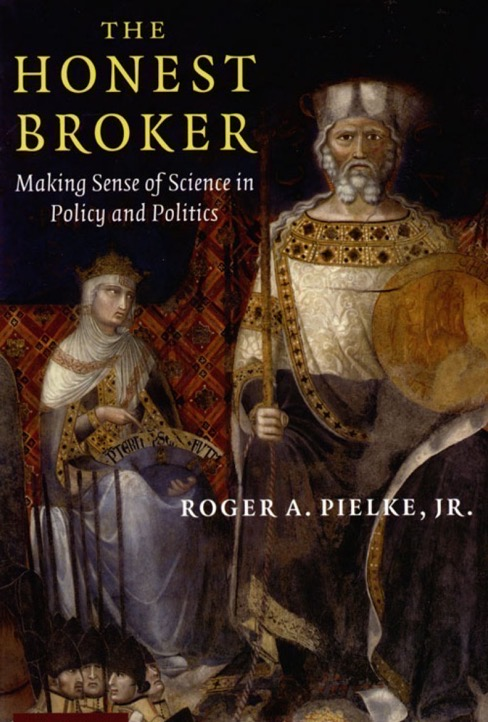 THE
HONEST
BROKER
Making Sense of Science in
Policy and Politics
ROGER A. PIELKE, JR.